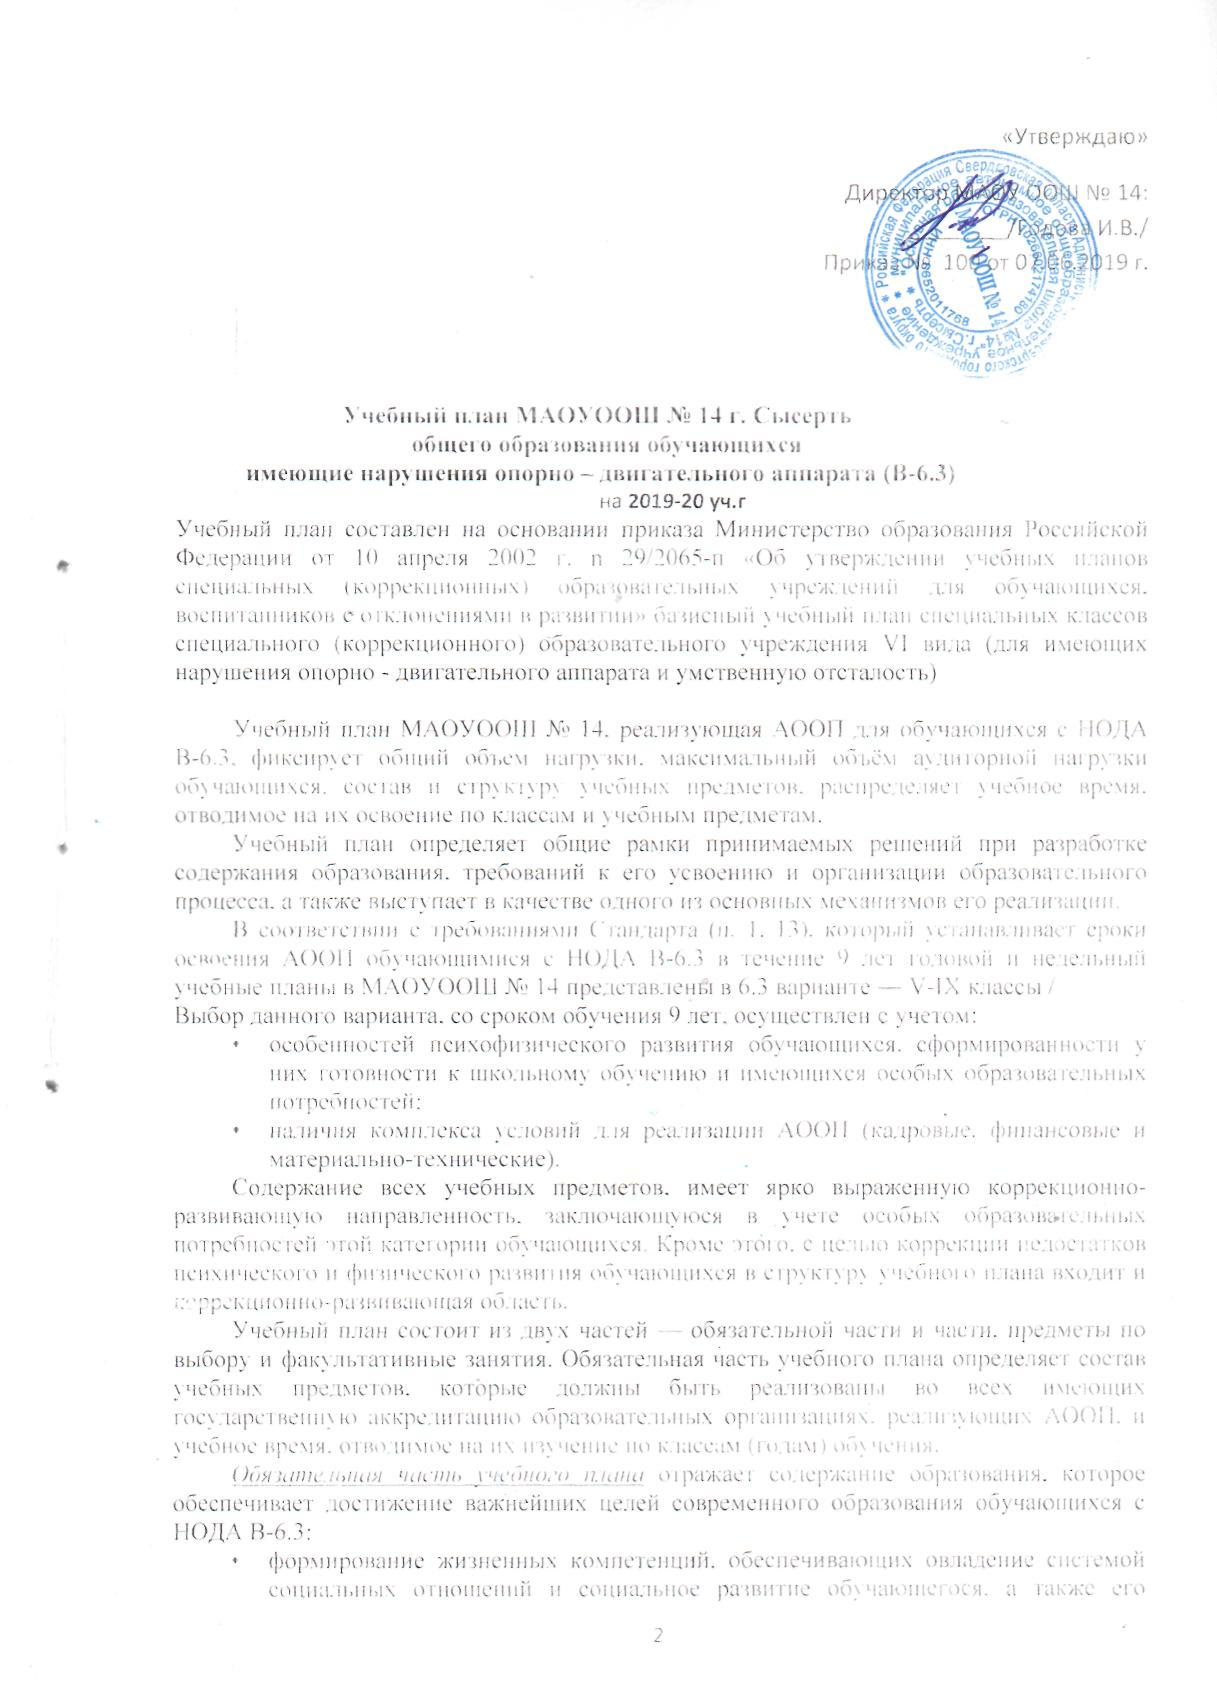 «Утверждаю»
Директор МАОУ ООШ № 14:
/Годова И.В./
Приказ № 100 от 2019 г.
Учебный план МАОУООШ № 14 г. Сысерть
общего образования обучающихся
имеющие нарушения опорно – двигательного аппарата (В-6.3)
на 2019-20 уч.г
Учебный план составлен на основании приказа Министерство образования Российской
Федерации от 10 апреля 2002 г. n 29/2065-п «Об утверждении учебных планов
специальных (коррекционных) образовательных учреждений для обучающихся,
воспитанников с отклонениями в развитии» базисный учебный план специальных классов
специального (коррекционного) образовательного учреждения VI вида (для имеющих
нарушения опорно - двигательного аппарата и умственную отсталость)
Учебный план МАОУООШ № 14, реализующая АООП для обучающихся с НОДА
В-6.3, фиксирует общий объем нагрузки, максимальный объём аудиторной нагрузки
обучающихся, состав и структуру учебных предметов, распределяет учебное время,
отводимое на их освоение по классам и учебным предметам.
Учебный план определяет общие рамки принимаемых решений при разработке
содержания образования, требований к его усвоению и организации образовательного
процесса, а также выступает в качестве одного из основных механизмов его реализации.
В соответствии с требованиями Стандарта (п. 1. 13), который устанавливает сроки
освоения АООП обучающимися с НОДА В-6.3 в течение 9 лет годовой и недельный
учебные планы в МАОУООШ № 14 представлены в 6.3 варианте — V-IX классы /
Выбор данного варианта, со сроком обучения 9 лет, осуществлен с учетом:
• особенностей психофизического развития обучающихся, сформированности у
них готовности к школьному обучению и имеющихся особых образовательных
потребностей;
• наличия комплекса условий для реализации АООП (кадровые, финансовые и
материально-технические).
Содержание всех учебных предметов, имеет ярко выраженную коррекционно-
развивающую направленность, заключающуюся в учете особых образовательных
потребностей этой категории обучающихся. Кроме этого, с целью коррекции недостатков
психического и физического развития обучающихся в структуру учебного плана входит и
коррекционно-развивающая область.
Учебный план состоит из двух частей — обязательной части и части, предметы по
выбору и факультативные занятия. Обязательная часть учебного плана определяет состав
учебных предметов, которые должны быть реализованы во всех имеющих
государственную аккредитацию образовательных организациях, реализующих АООП, и
учебное время, отводимое на их изучение по классам (годам) обучения.
Обязательная часть учебного плана отражает содержание образования, которое
обеспечивает достижение важнейших целей современного образования обучающихся с
НОДА В-6.3:
• формирование жизненных компетенций, обеспечивающих овладение системой
социальных отношений и социальное развитие обучающегося, а также его
2